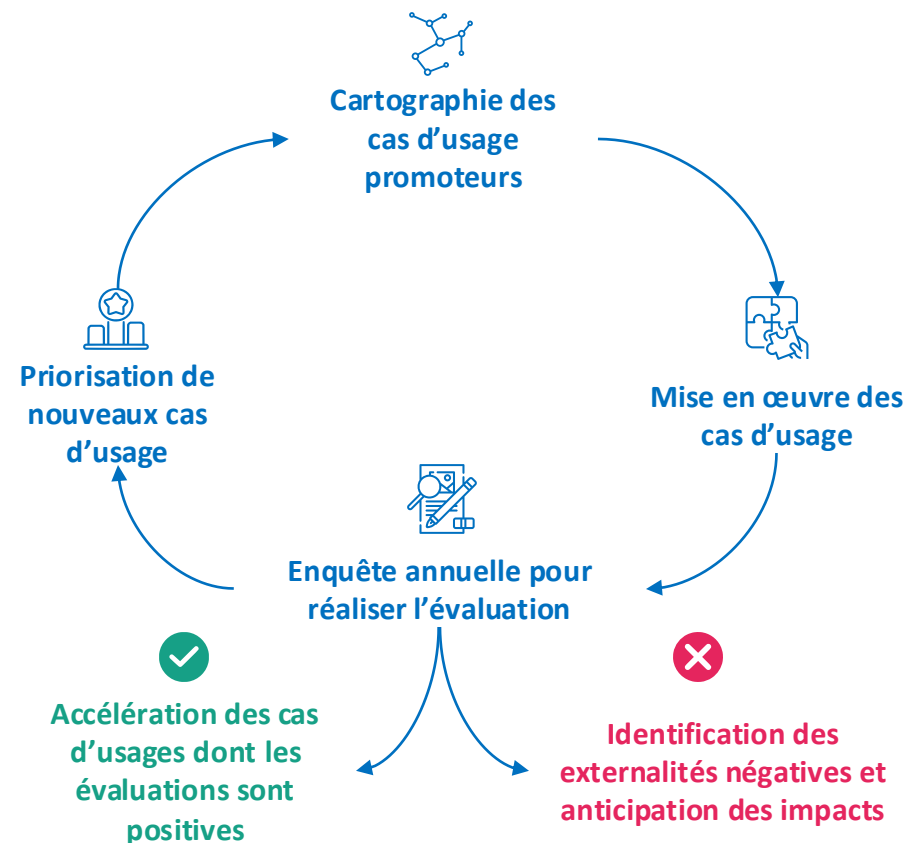 Cartographie des
cas d’usage
promoteurs
Priorisation de
nouveaux cas
d’usage
Mise en œuvre des
cas d’usage
Enquête annuelle pour
réaliser l’évaluation
Accélération des cas
d’usages dont les
évaluations sont
positives
Identification des
externalités négatives et
anticipation des impacts